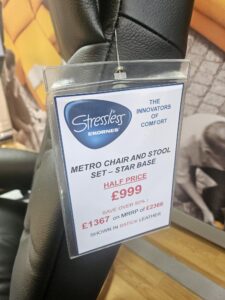 Stressless
EKORNES
THE
INNOVATORS
OF
COMFORT
METRO CHAIR AND STOOL
SET – STAR BASE
HALF PRICE
£999
SAVE OVER 50% !
£1367 on MRRP of £2366
SHOWN IN BATICK LEATHER